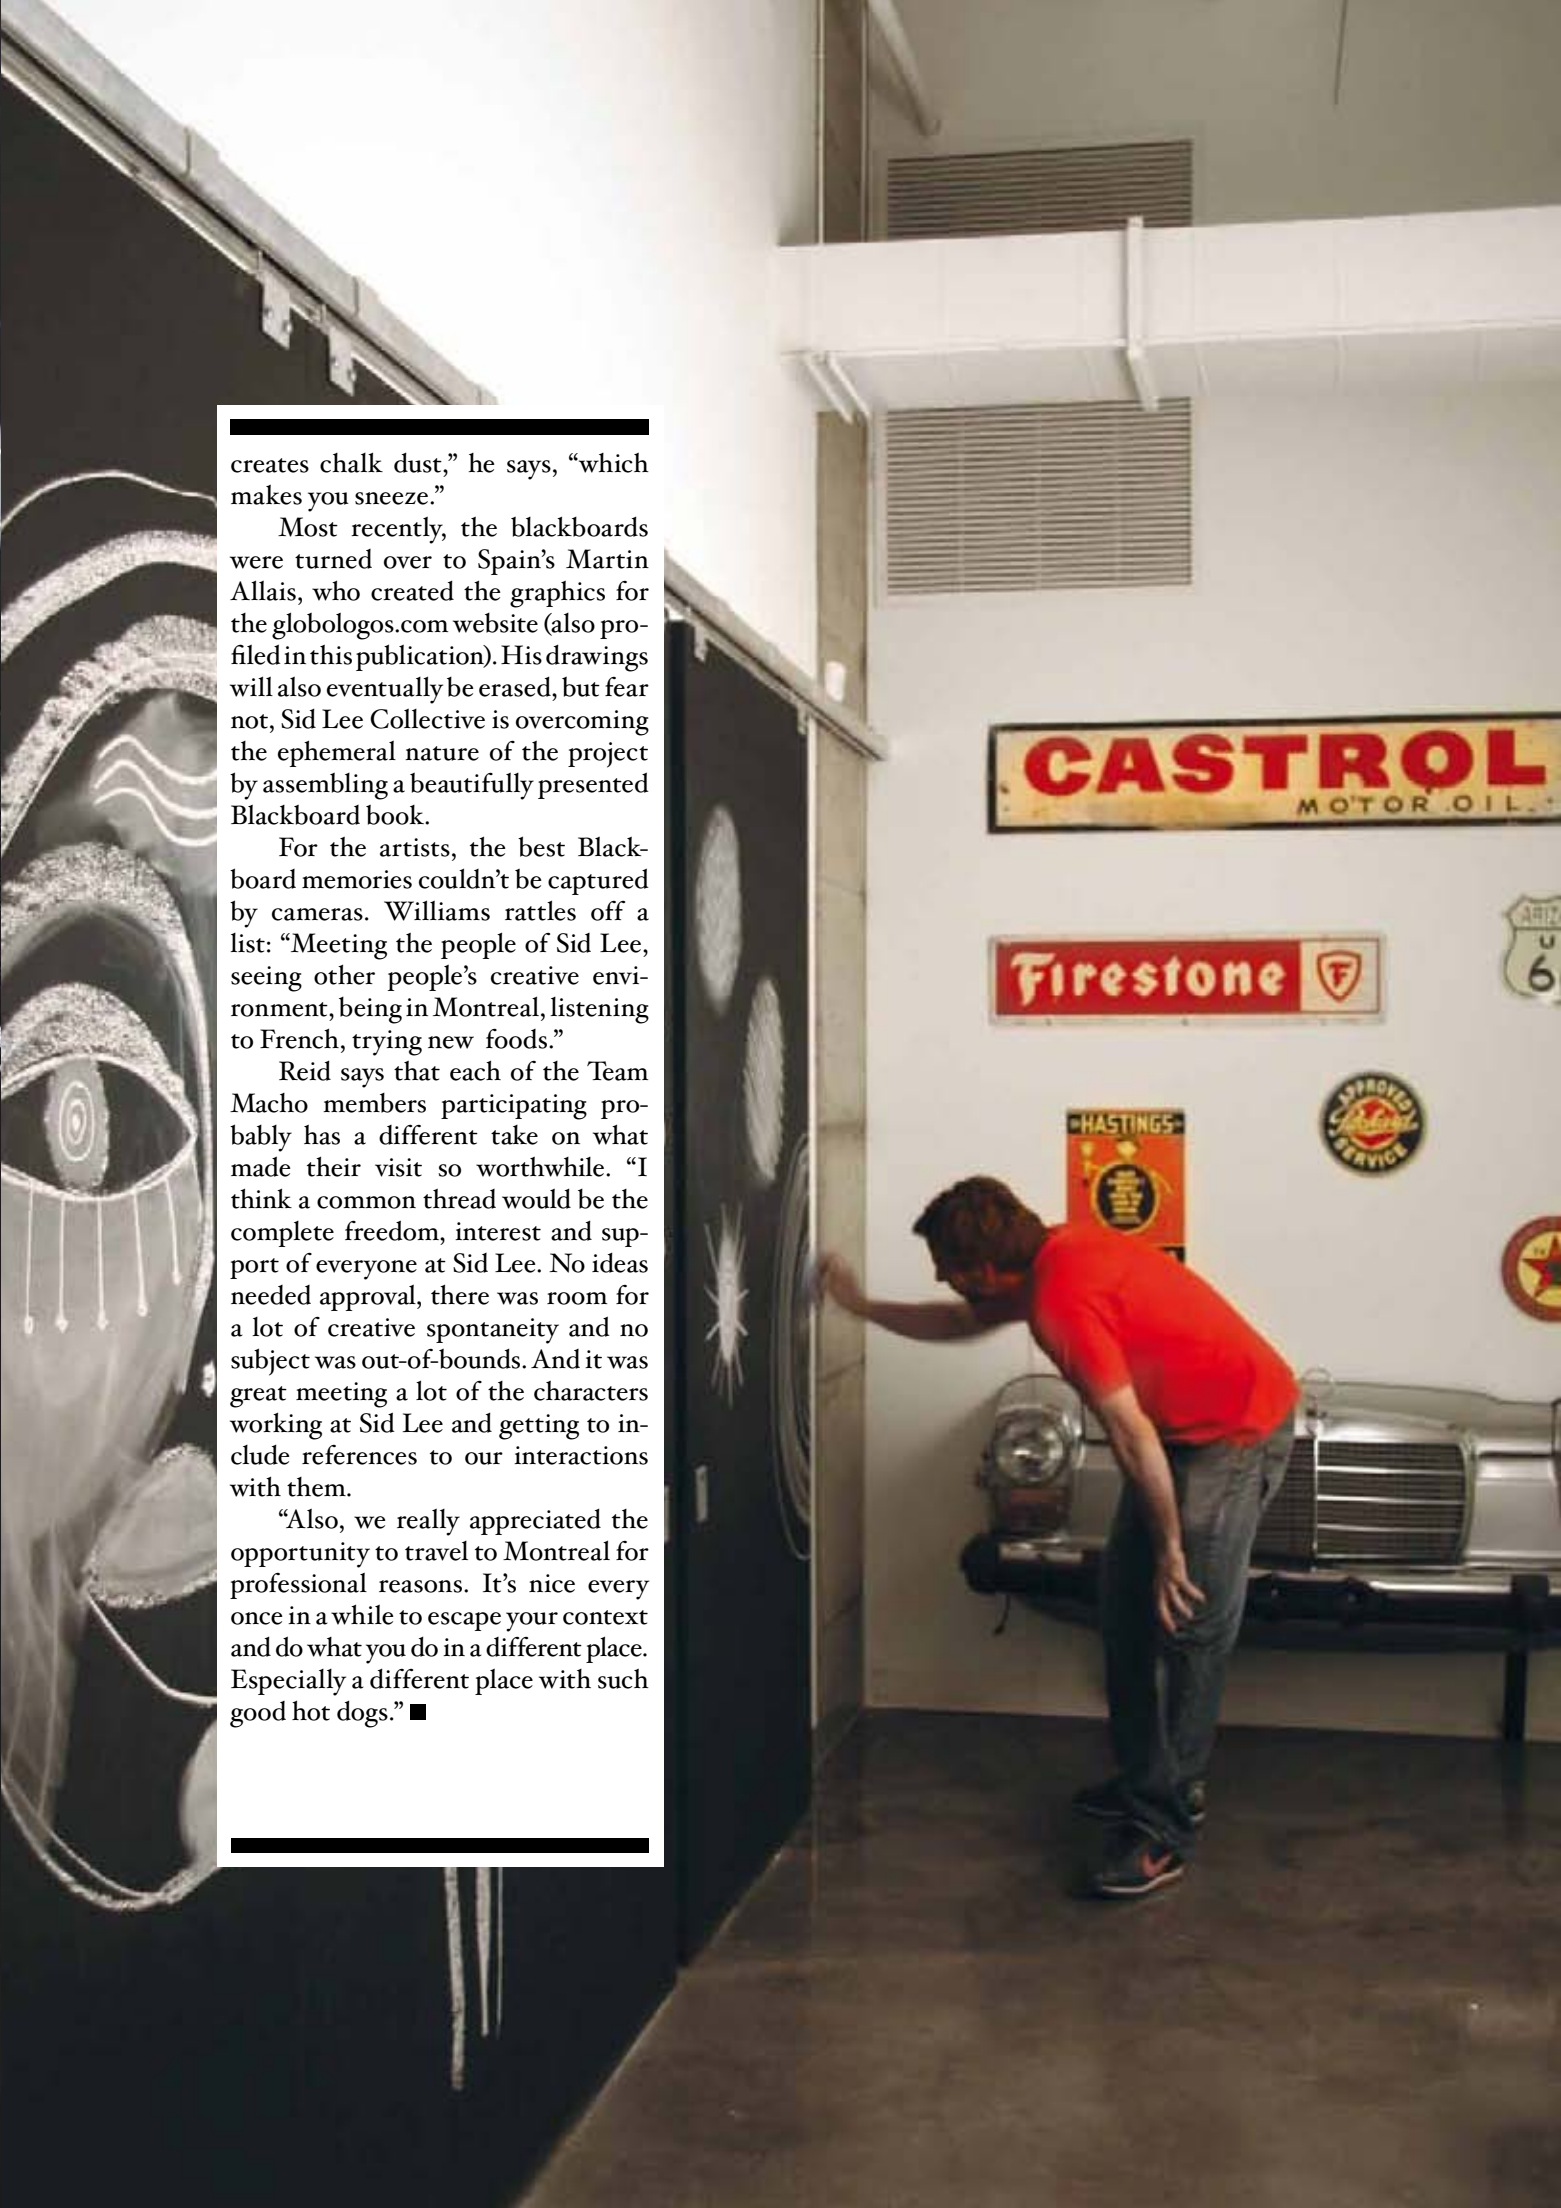 creates chalk dust,” he says, “which
makes you sneeze.”
Most recently, the blackboards
were turned over to Spain’s Martin
Allais, who created the graphics for
the globologos.com website (also pro-
filed in this publication). His drawings
will also eventually be erased, but fear
not, Sid Lee Collective is overcoming
the ephemeral nature of the project
by assembling a beautifully presented
Blackboard book.
For the artists, the best Black-
board memories couldn’t be captured
by cameras. Williams rattles off a
list: “Meeting the people of Sid Lee,
seeing other people’s creative envi-
ronment, being in Montreal, listening
to French, trying new foods.”
Reid says that each of the Team
Macho members participating pro-
bably has a different take on what
made their visit so worthwhile. “I
think a common thread would be the
complete freedom, interest and sup-
port of everyone at Sid Lee. No ideas
needed approval, there was room for
a lot of creative spontaneity and no
subject was out-of-bounds. And it was
great meeting a lot of the characters
working at Sid Lee and getting to in-
clude references to our interactions
with them.
“Also, we really appreciated the
opportunity to travel to Montreal for
professional reasons. It’s nice every
once in a while to escape your context
and do what you do in a different place.
Especially a different place with such
good hot dogs.” ■
CASTROL
MOTOR OIL
Firestone
F
ARIZ
U
6
HASTINGS
APPROVED
Packard
SERVICE